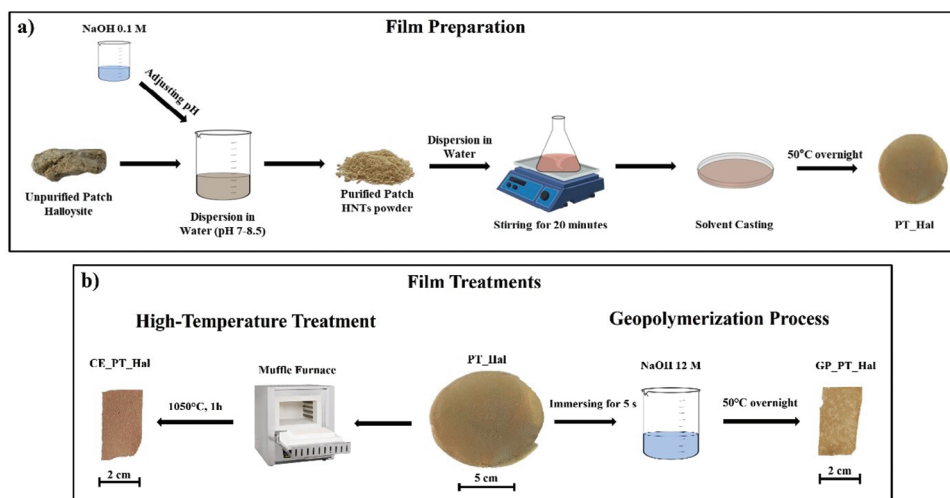 a)
Film Preparation
NaOH 0.1 M
Adjusting pH
Unpurified Patch
Halloysite
Dispersion in
Water (pH 7-8.5)
Purified Patch
HNTs powder
Dispersion in
Water
Stirring for 20 minutes
Solvent Casting
50°C overnight
PT_Hal
b)
Film Treatments
High-Temperature Treatment
Geopolymerization Process
CE_PT_Hal
2 cm
1050°C, 1h
Muffle Furnace
PT_Hal
5 cm
Immersing for 5 s
NaOH 12 M
50°C overnight
GP_PT_Hal
2 cm